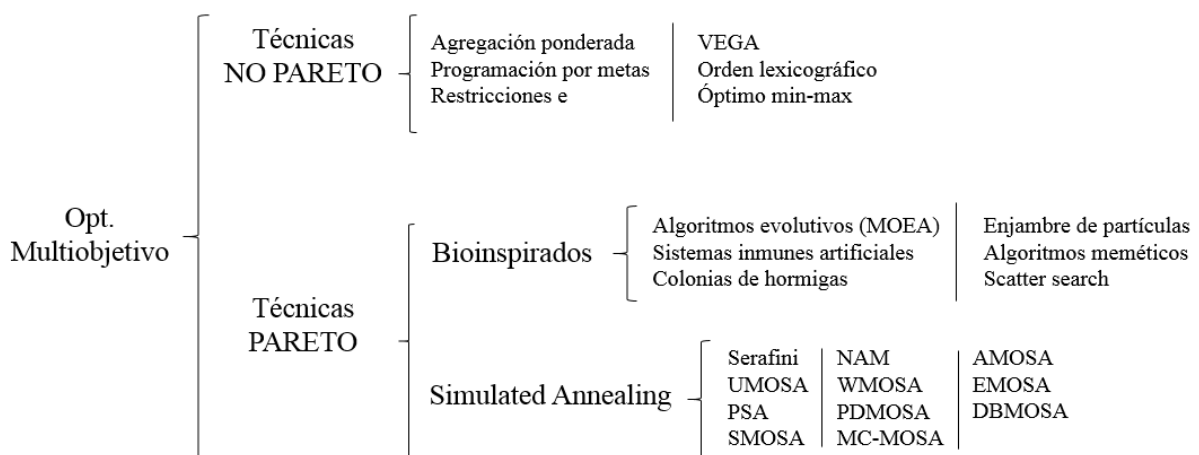 Opt.
Multiobjetivo
Técnicas
NO PARETO
Agregación ponderada
Programación por metas
Restricciones e
VEGA
Orden lexicográfico
Óptimo min-max
Técnicas
PARETO
Bioinspirados
Algoritmos evolutivos (MOEA)
Sistemas inmunes artificiales
Colonias de hormigas
Enjambre de partículas
Algoritmos meméticos
Scatter search
Simulated Annealing
Serafini
UMOSA
PSA
SMOSA
NAM
WMOSA
PDMOSA
MC-MOSA
AMOSA
EMOSA
DBMOSA